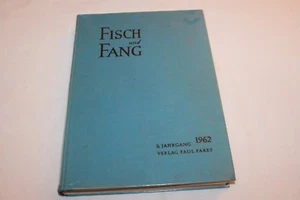 FISCH
und
FANG
3. JAHRGANG 1962
VERLAG PAUL PAREY